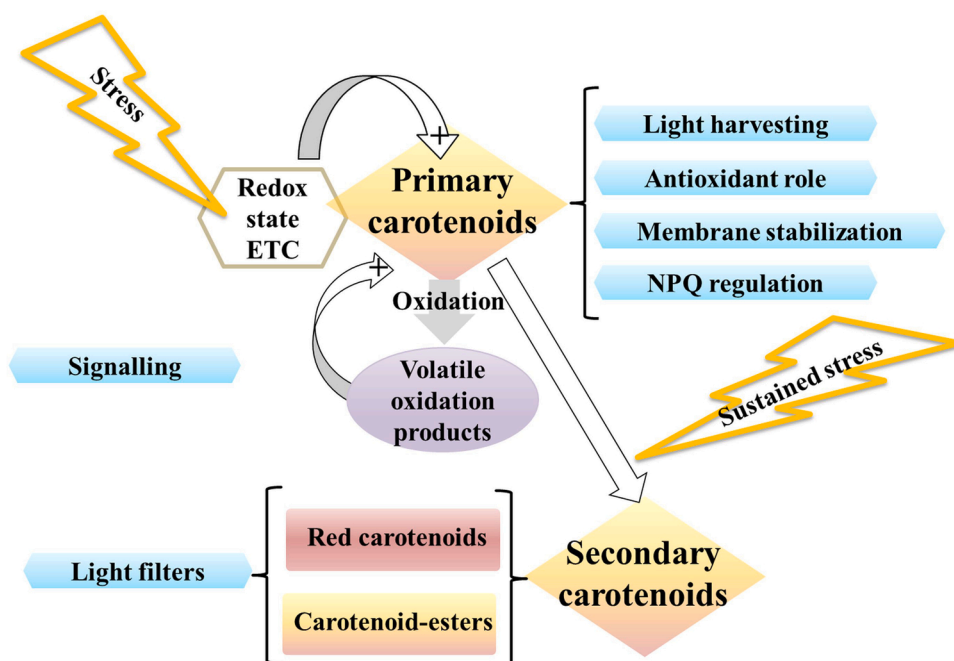 Stress
Redox
state
ETC
+
Primary
carotenoids
Light harvesting
Antioxidant role
Membrane stabilization
NPQ regulation
+
Oxidation
Signalling
Volatile
oxidation
products
Sustained stress
Red carotenoids
Light filters
Carotenoid-esters
Secondary
carotenoids